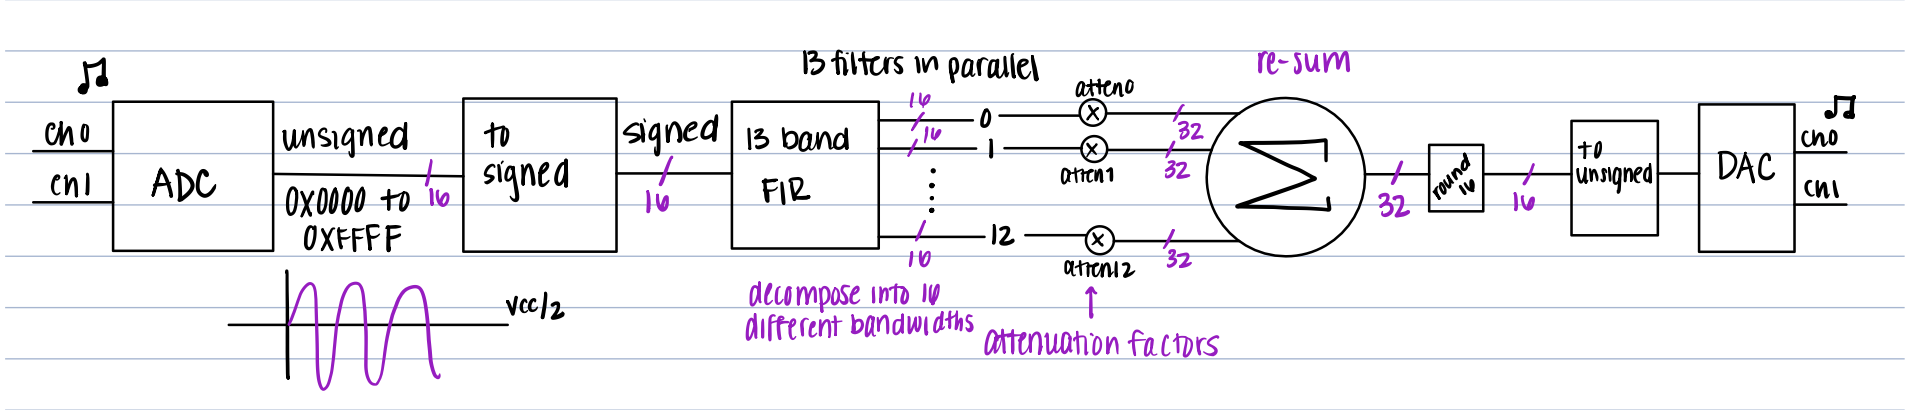 ch0
ch1
ADC
unsigned
16
0X0000 to
0XFFFF
vcc/2
to
signed
signed
16
13 filters in parallel
13 band
FIR
16
0
16
1
12
16
decompose into 16
different bandwidths
atten0
x
32
atten1
x
32
x
atten12
32
attenuation factors
re-sum
Σ
32
round
16
16
to
unsigned
DAC
ch0
ch1